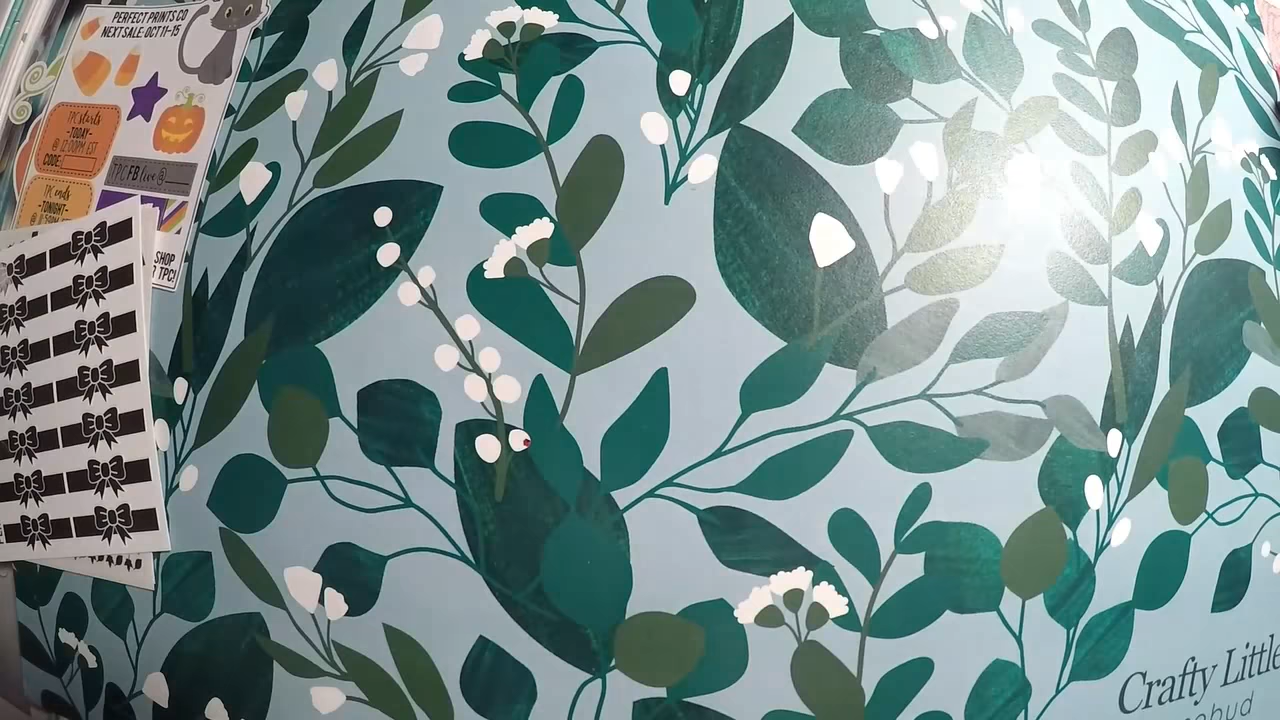 PERFECT PRINTS CO
NEXT SALE OCT 11-15
TPC starts
-TODAY-
@ 12:00PM EST
CODE:
TPC FB live @
TPC ends
-TONIGHT-
SHOP
TPC!
Crafty Little